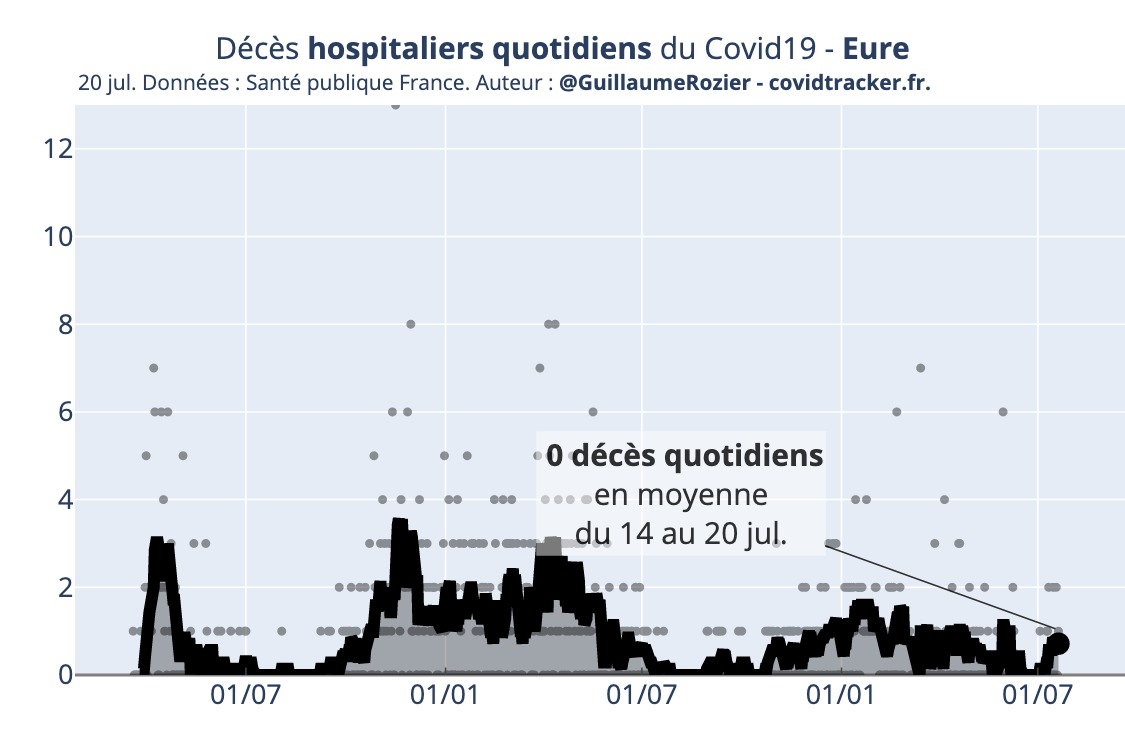 Décès hospitaliers quotidiens du Covid19 - Eure
20 jul. Données : Santé publique France. Auteur : @GuillaumeRozier - covidtracker.fr.
12
10
8
6
4
2
0
0 décès quotidiens
en moyenne
du 14 au 20 jul.
01/07 01/01 01/07 01/01 01/07